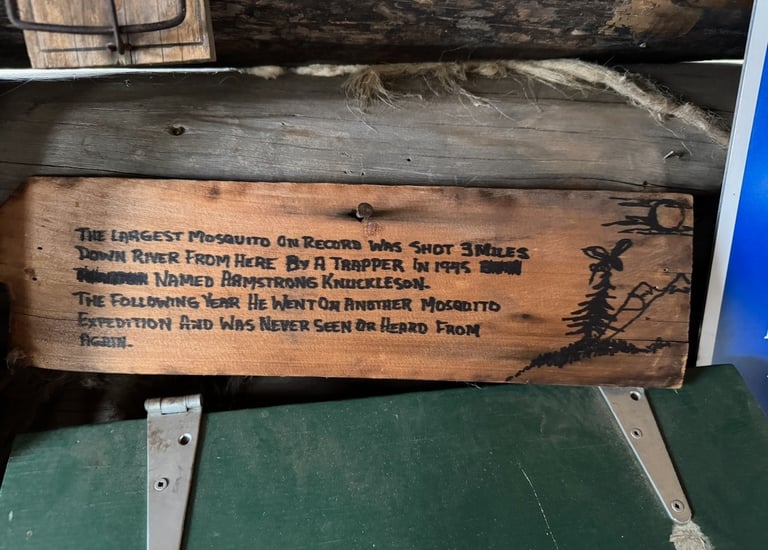 THE LARGEST MOSQUITO ON RECORD WAS SHOT 3 MILES
DOWN RIVER FROM HERE BY A TRAPPER IN 1995
NAMED ARMSTRONG KNUCKLESON.
THE FOLLOWING YEAR HE WENT ON ANOTHER MOSQUITO
EXPEDITION AND WAS NEVER SEEN OR HEARD FROM
AGAIN.